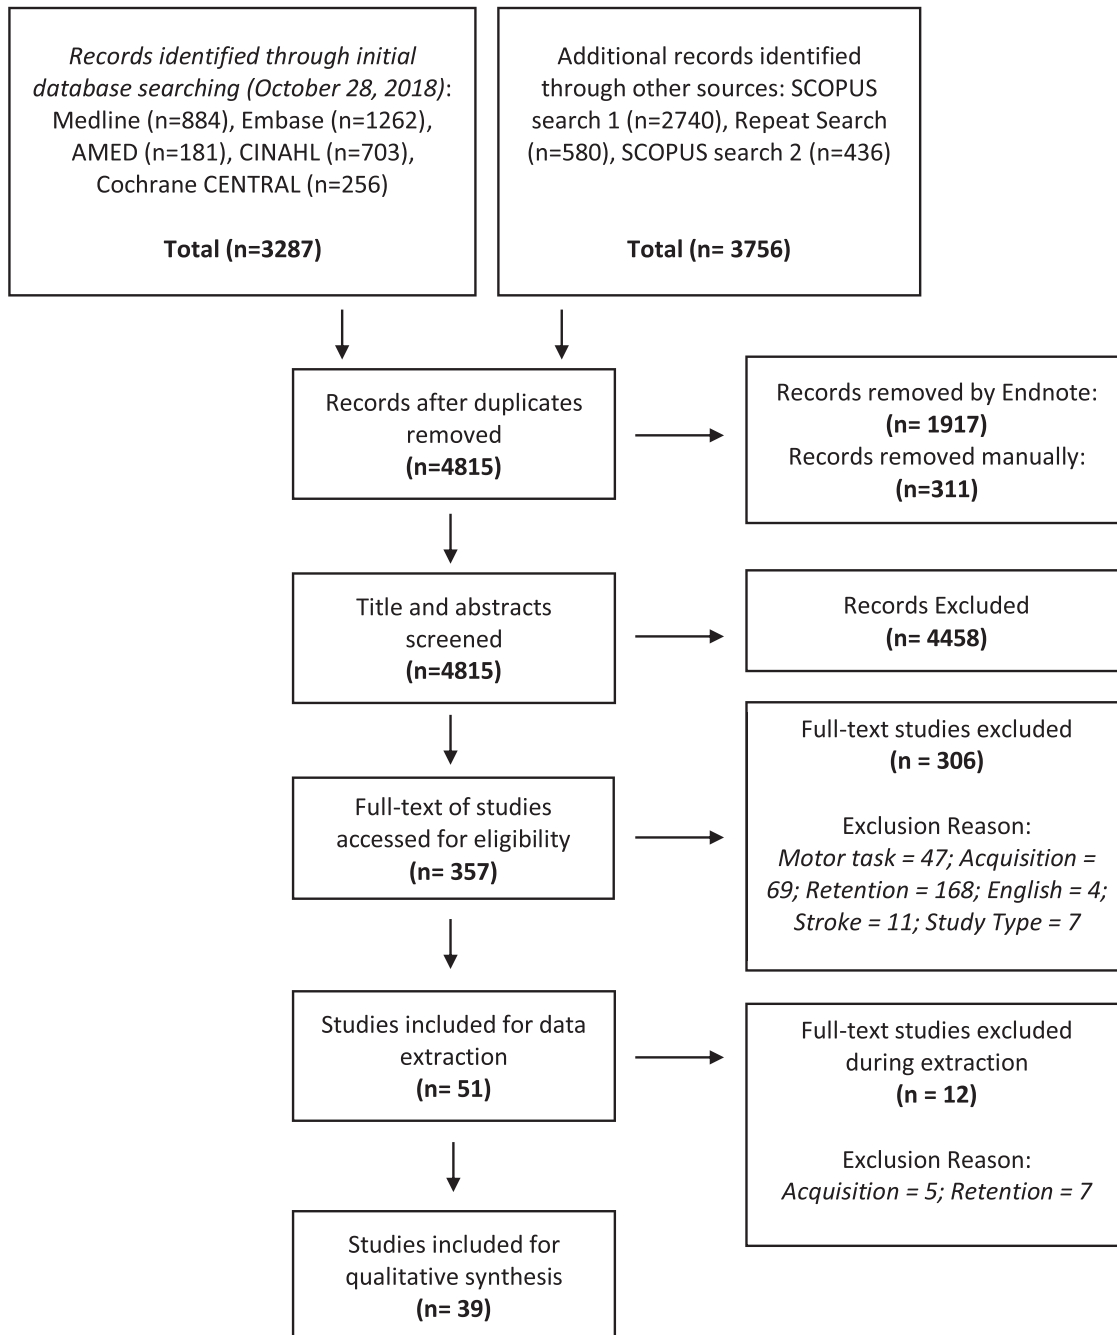 Records identified through initial
database searching (October 28, 2018):
Medline (n=884), Embase (n=1262),
AMED (n=181), CINAHL (n=703),
Cochrane CENTRAL (n=256)
Total (n=3287)
Additional records identified
through other sources: SCOPUS
search 1 (n=2740), Repeat Search
(n=580), SCOPUS search 2 (n=436)
Total (n= 3756)
Records after duplicates
removed
(n=4815)
Records removed by Endnote:
(n= 1917)
Records removed manually:
(n=311)
Title and abstracts
screened
(n=4815)
Records Excluded
(n= 4458)
Full-text of studies
accessed for eligibility
(n= 357)
Full-text studies excluded
(n = 306)
Exclusion Reason:
Motor task = 47; Acquisition =
69; Retention = 168; English = 4;
Stroke = 11; Study Type = 7
Studies included for data
extraction
(n= 51)
Full-text studies excluded
during extraction
(n = 12)
Exclusion Reason:
Acquisition = 5; Retention = 7
Studies included for
qualitative synthesis
(n= 39)